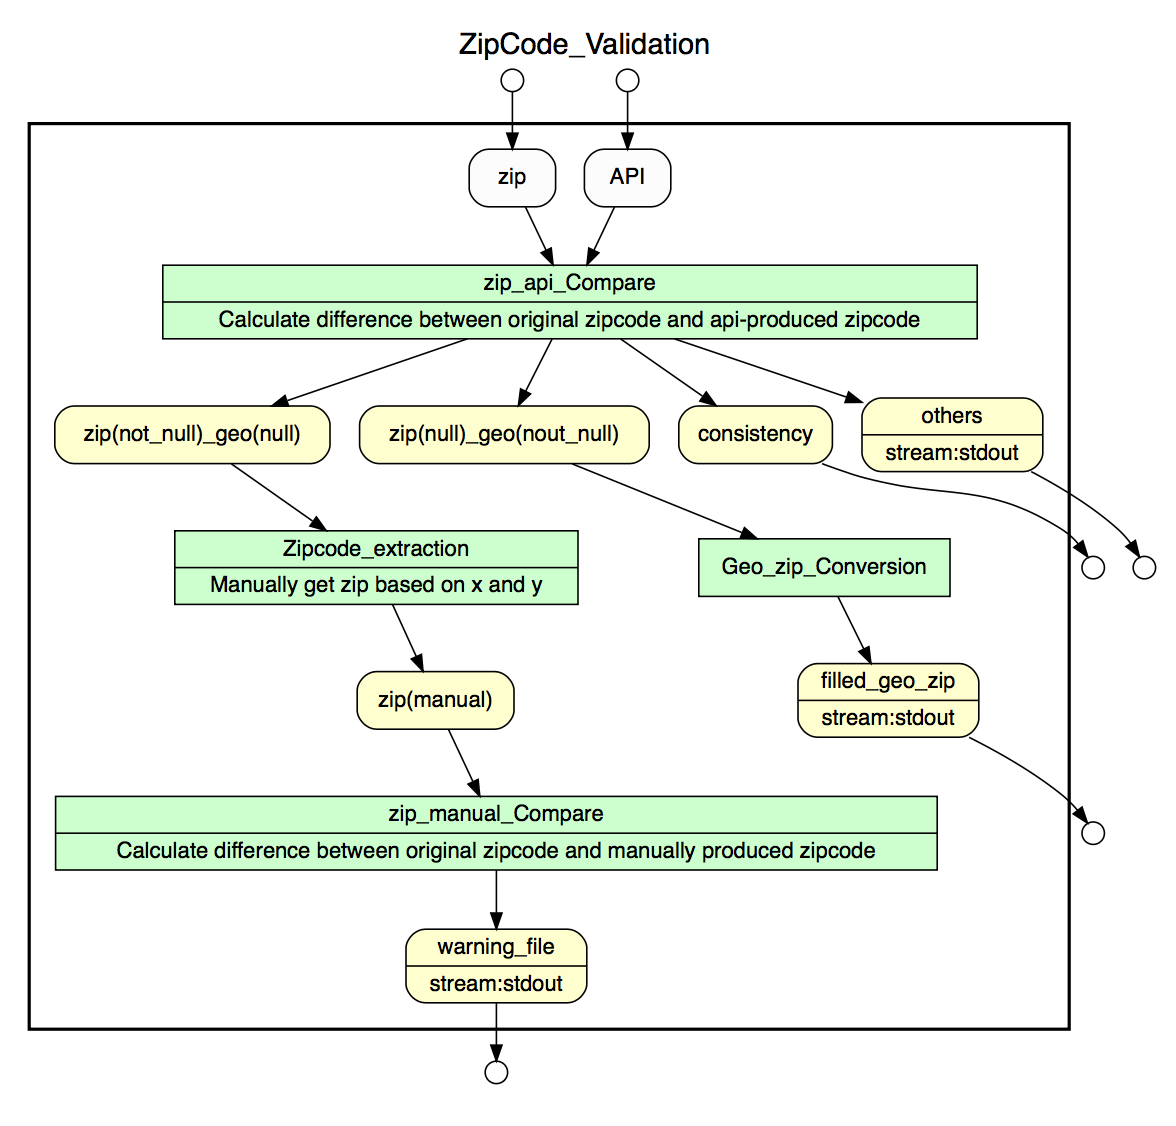 ZipCode_Validation
zip
API
zip_api_Compare
Calculate difference between original zipcode and api-produced zipcode
zip(not_null)_geo(null)
zip(null)_geo(nout_null)
consistency
others
stream:stdout
Zipcode_extraction
Manually get zip based on x and y
Geo_zip_Conversion
zip(manual)
filled_geo_zip
stream:stdout
zip_manual_Compare
Calculate difference between original zipcode and manually produced zipcode
warning_file
stream:stdout